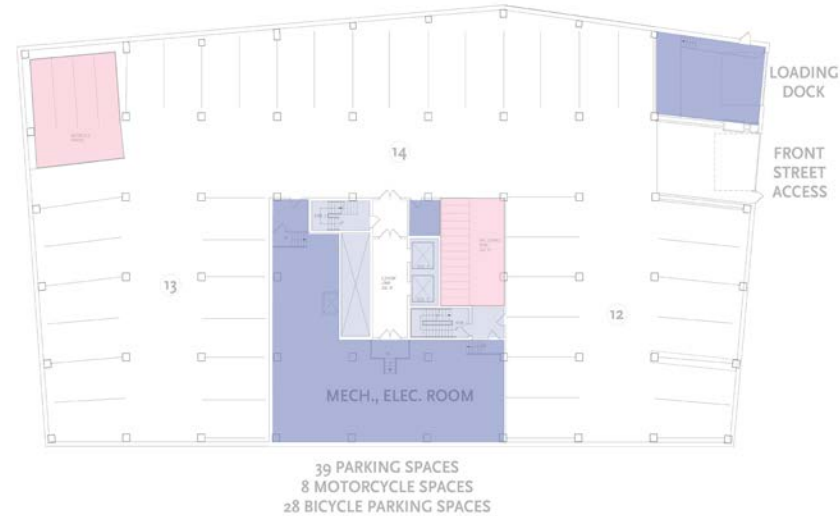 LOADING
DOCK
14
FRONT
STREET
ACCESS
13
12
MECH., ELEC. ROOM
39 PARKING SPACES
8 MOTORCYCLE SPACES
28 BICYCLE PARKING SPACES